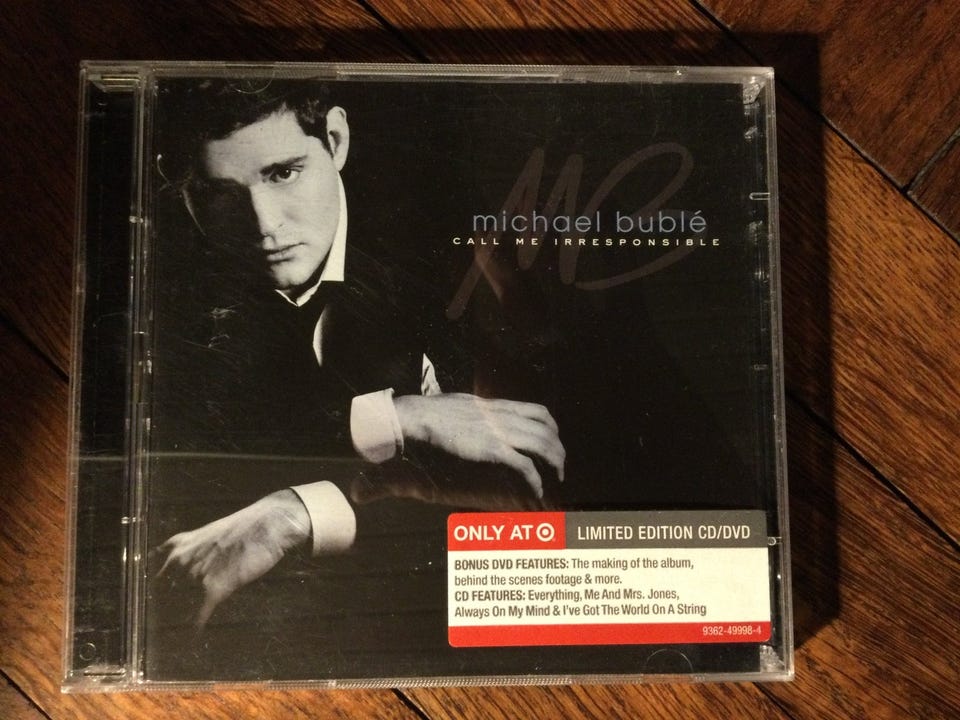 MB
michael bublé
CALL ME IRRESPONSIBLE
ONLY AT LIMITED EDITION CD/DVD
BONUS DVD FEATURES: The making of the album,
behind the scenes footage & more.
CD FEATURES: Everything, Me And Mrs. Jones,
Always On My Mind & I've Got The World On A String
9362-49998-4